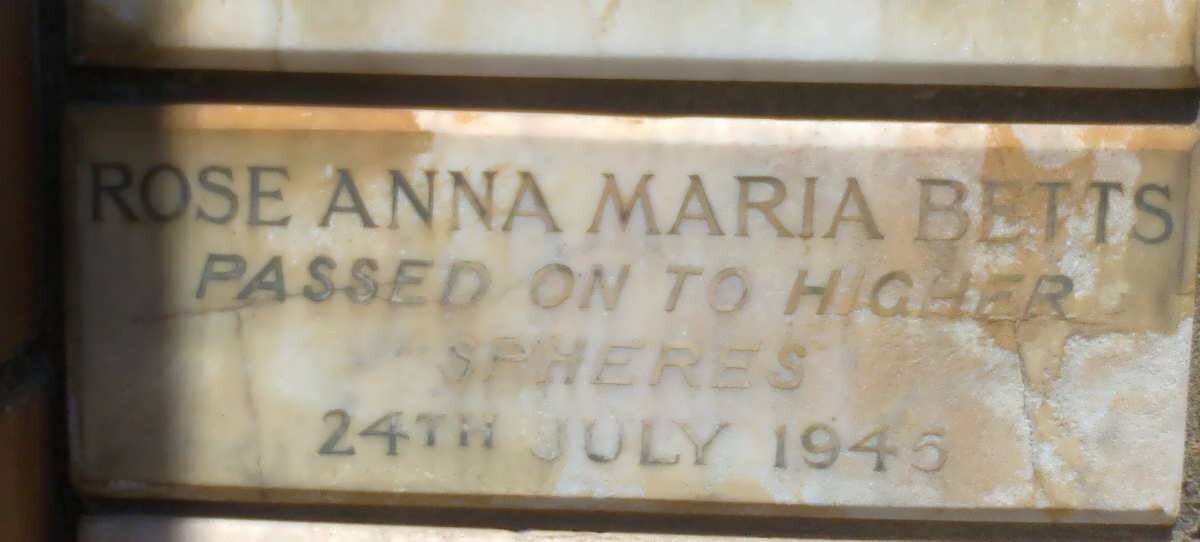 ROSE ANNA MARIA BETTS
PASSED ON TO HIGHER
SPHERES
24TH JULY 1945